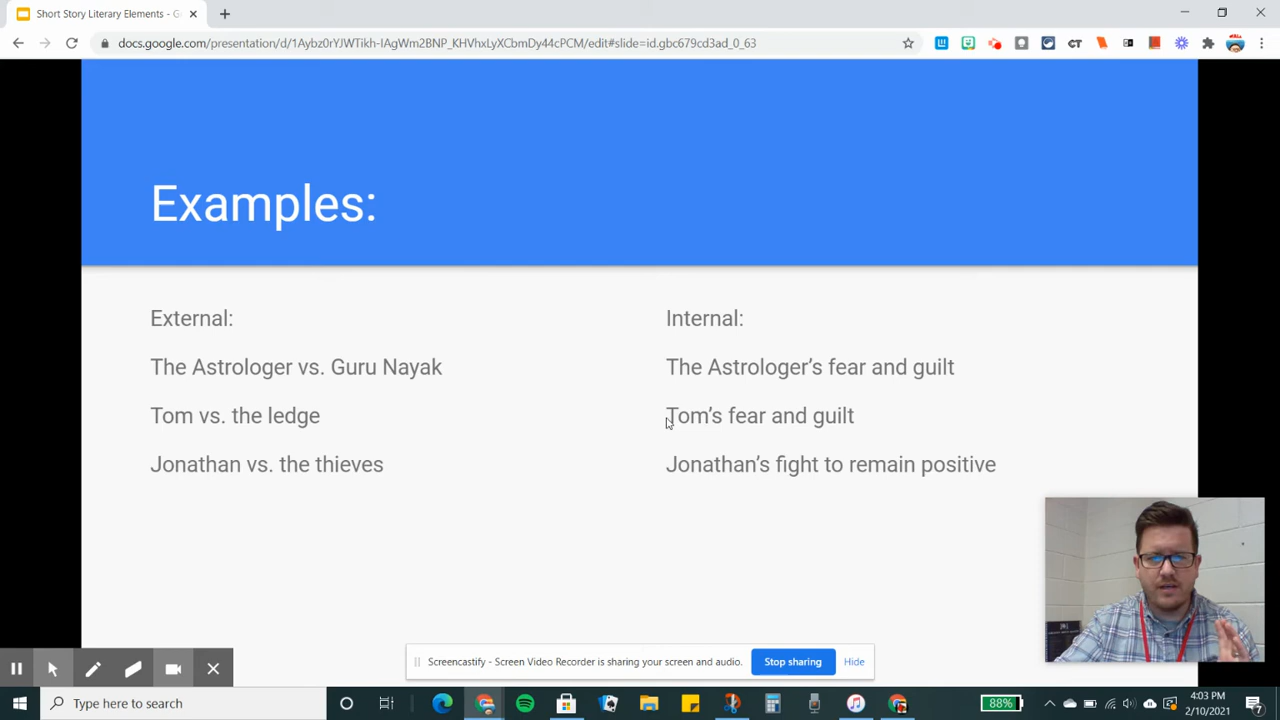 Short Story Literary Elements - G
docs.google.com/presentation/d/1Aybz0rYJWTikh-IAgWm2BNP_KHVhxLyXCbmDy44cPCM/edit#slide=id.gbc679cd3ad_0_63
Examples:
External:
The Astrologer vs. Guru Nayak
Tom vs. the ledge
Jonathan vs. the thieves
Internal:
The Astrologer's fear and guilt
Tom's fear and guilt
Jonathan's fight to remain positive
Screencastify - Screen Video Recorder is sharing your screen and audio.
Stop sharing
Hide
Type here to search
88%
4:03 PM
2/10/2021
7